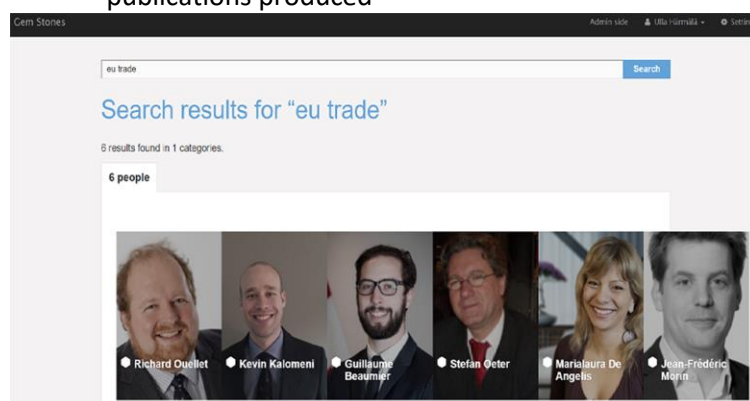 publications produced
Gem Stones Admin side Ulla Härmälä Settin
eu trade Search
Search results for “eu trade”
6 results found in 1 categories.
6 people
Richard Ouellet Kevin Kalomeni Guillaume Stefan Oeter Marialaura De Jean-Frédéric
Beaumier Angelis Morin